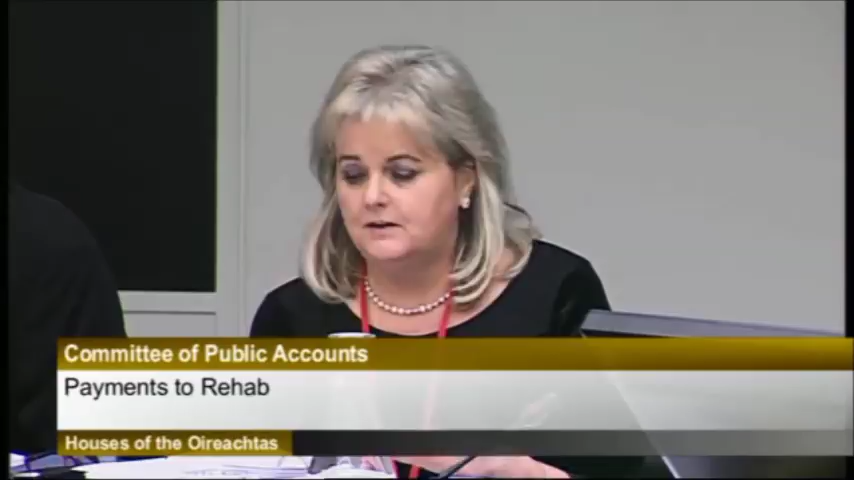 Committee of Public Accounts
Payments to Rehab
Houses of the Oireachtas